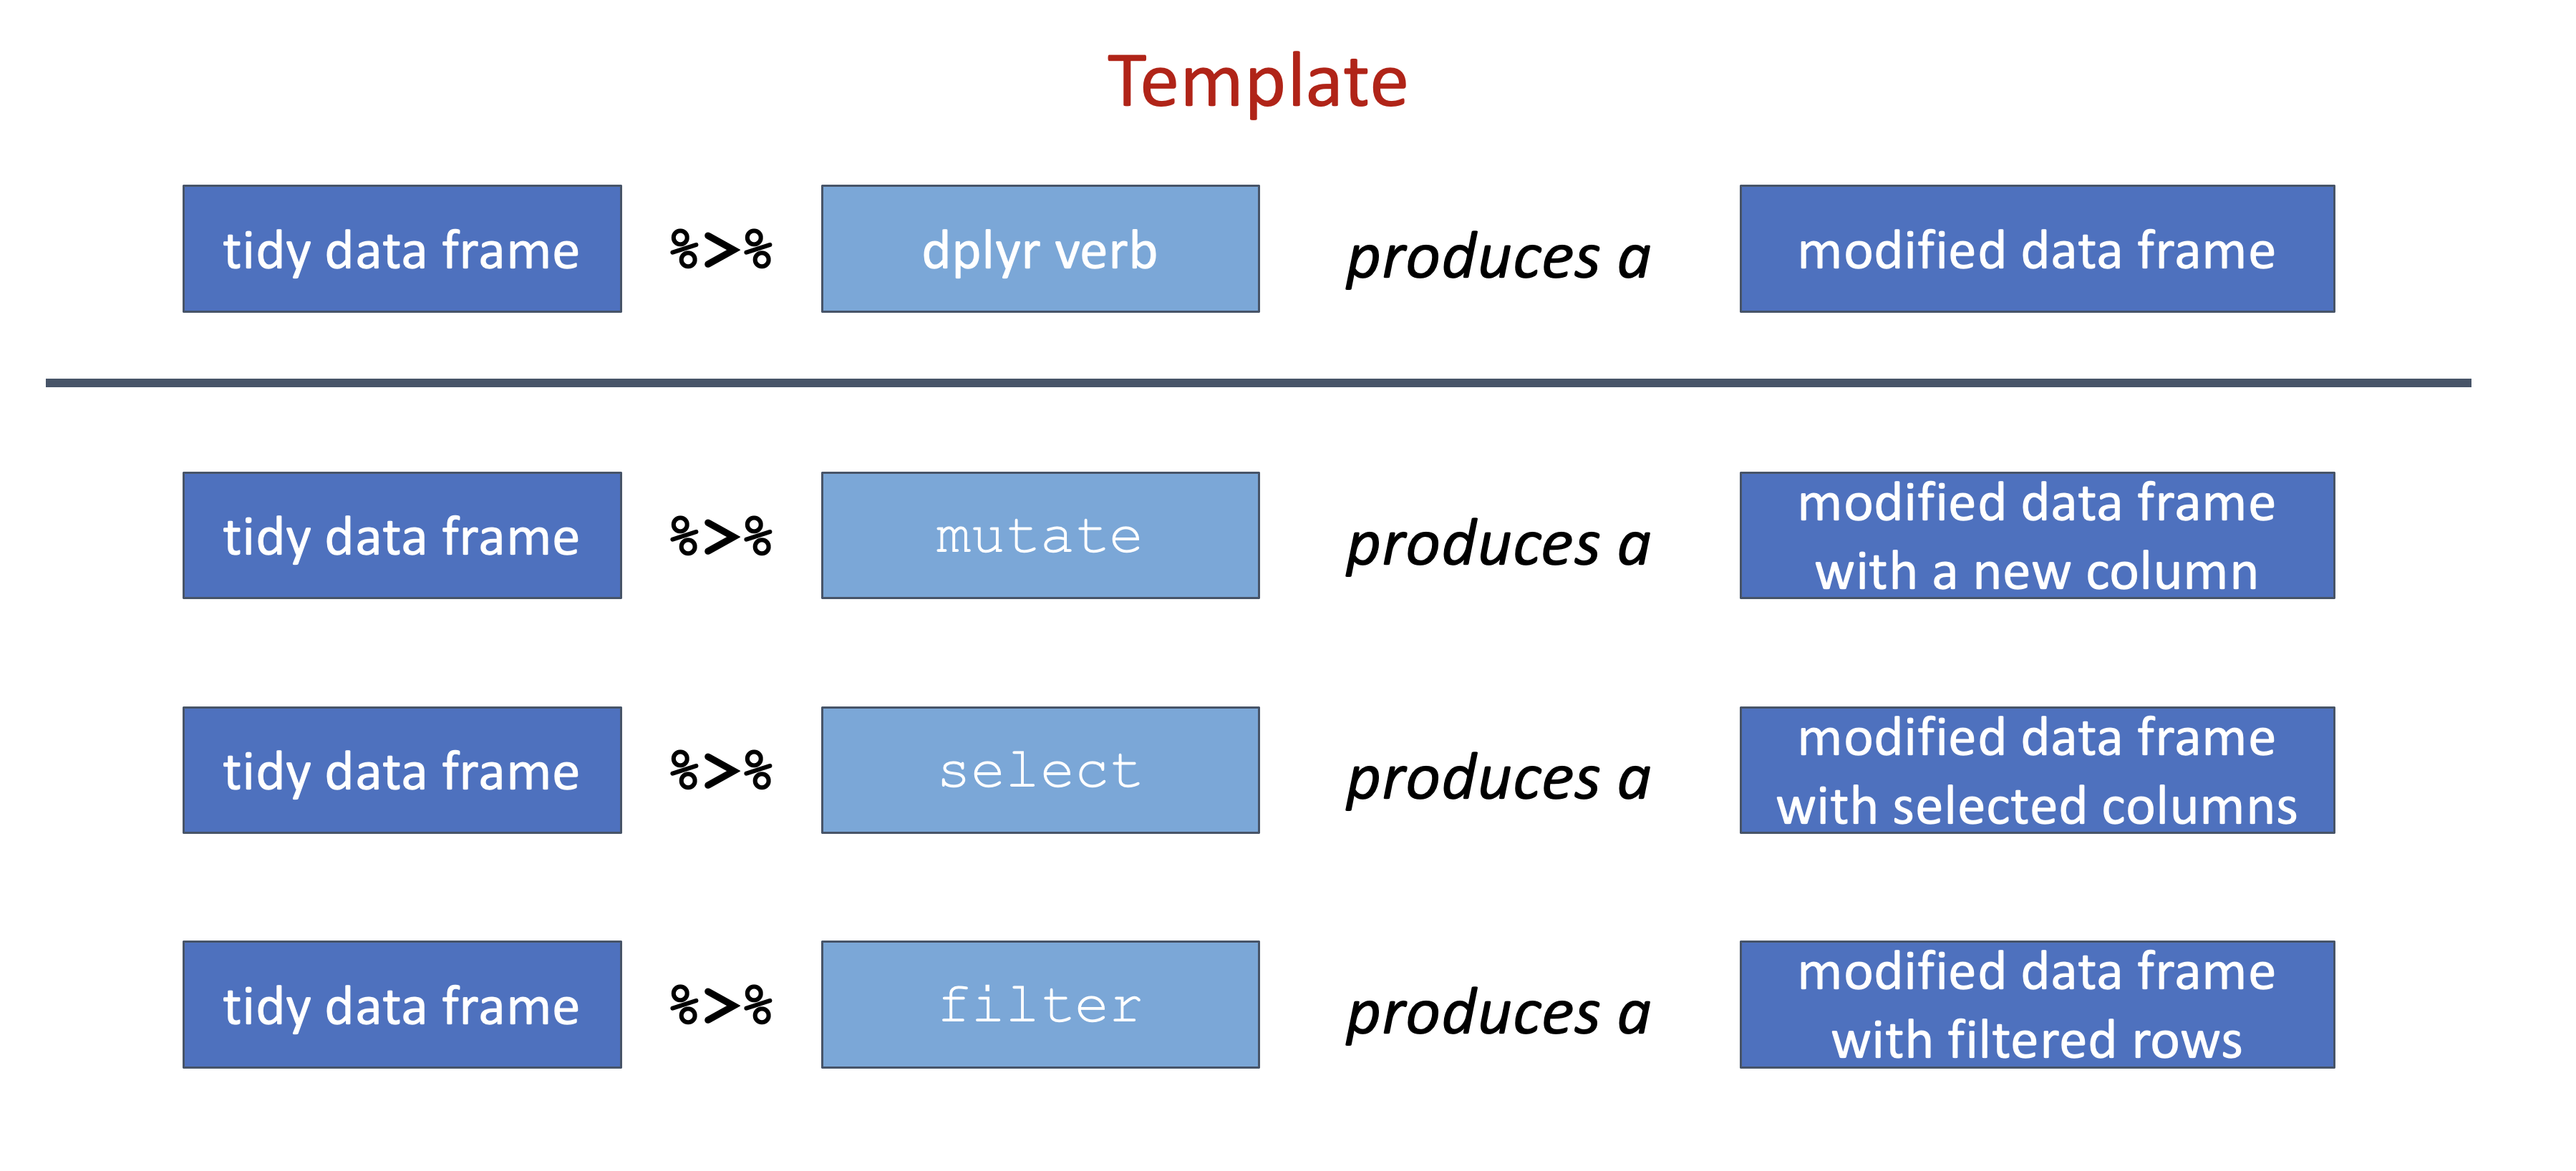 Template
tidy data frame %>% dplyr verb produces a modified data frame
tidy data frame %>% mutate produces a modified data frame
with a new column
tidy data frame %>% select produces a modified data frame
with selected columns
tidy data frame %>% filter produces a modified data frame
with filtered rows